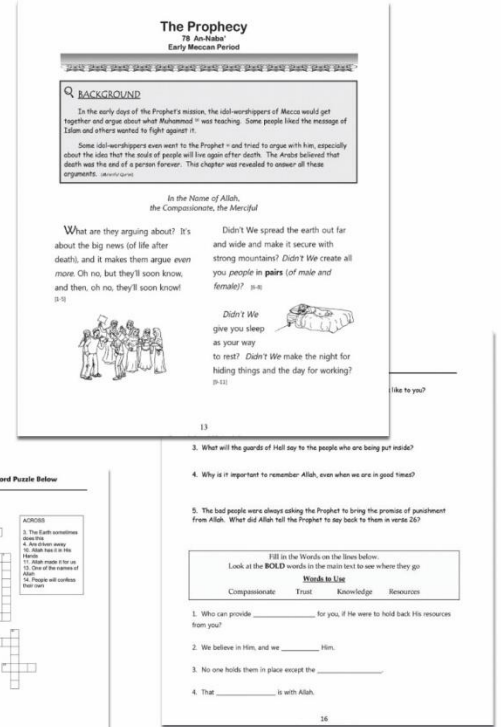 The Prophecy
78 An-Naba'
Early Meccan Period
BACKGROUND
In the early days of the Prophet's mission, the idol-worshippers of Mecca would get
together and argue about what Muhammad was teaching. Some people liked the message of
Islam and others wanted to fight against it.
Some idol-worshippers even went to the Prophet and tried to argue with him, especially
about the idea that the souls of people will live again after death. The Arabs believed that
death was the end of a person forever. This chapter was revealed to answer all these
arguments.
In the Name of Allah,
the Compassionate, the Merciful
What are they arguing about? It's
about the big news (of life after
death), and it makes them argue even
more. Oh no, but they'll soon know,
and then, oh no, they'll soon know!
[1-5]
Didn't We spread the earth out far
and wide and make it secure with
strong mountains? Didn't We create all
you people in pairs (of male and
female)? [6-8]
Didn't We
give you sleep
as your way
to rest? Didn't We make the night for
hiding things and the day for working?
[9-11]
13
like to you?
3. What will the guards of Hell say to the people who are being put inside?
4. Why is it important to remember Allah, even when we are in good times?
5. The bad people were always asking the Prophet to bring the promise of punishment
from Allah. What did Allah tell the Prophet to say back to them in verse 26?
Fill in the Words on the lines below.
Look at the BOLD words in the main text to see where they go
Words to Use
Compassionate Trust Knowledge Resources
1. Who can provide ____________ for you, if He were to hold back His resources
from you?
2. We believe in Him, and we ________ Him.
3. No one holds them in place except the ____________.
4. That ____________ is with Allah.
16
ord Puzzle Below
ACROSS
3. The Earth sometimes
does this
4. Are driven away
10. Allah has it in His
Hands
11. Allah made it for us
13. One of the names of
Allah
14. People will confess
their own